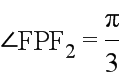 ∠FPF₂ = π/3